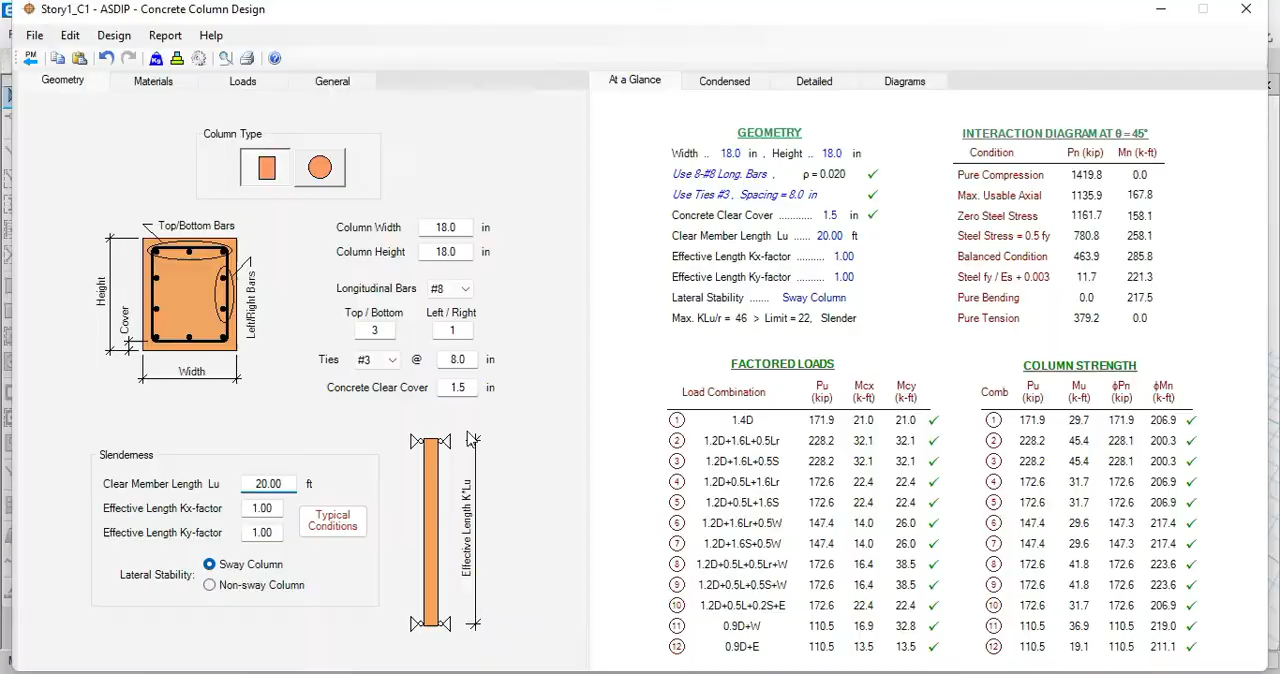 Story1_C1 - ASDIP - Concrete Column Design
File Edit Design Report Help
PM
Geometry Materials Loads General
Column Type
Top/Bottom Bars
Left/Right Bars
Height
Cover
Width
Column Width 18.0 in
Column Height 18.0 in
Longitudinal Bars #8
Top / Bottom Left / Right
3 1
Ties #3 @ 8.0 in
Concrete Clear Cover 1.5 in
Slenderness
Clear Member Length Lu 20.00 ft
Effective Length Kx-factor 1.00
Effective Length Ky-factor 1.00
Typical
Conditions
Lateral Stability:
Sway Column
Non-sway Column
Effective Length K*Lu
At a Glance Condensed Detailed Diagrams
GEOMETRY
Width .. 18.0 in , Height .. 18.0 in
Use 8-#8 Long. Bars , ρ = 0.020 ✓
Use Ties #3 , Spacing = 8.0 in ✓
Concrete Clear Cover ........... 1.5 in ✓
Clear Member Length Lu ...... 20.00 ft
Effective Length Kx-factor .......... 1.00
Effective Length Ky-factor .......... 1.00
Lateral Stability ....... Sway Column
Max. KLu/r = 46 > Limit = 22, Slender
INTERACTION DIAGRAM AT θ = 45°
Condition Pn (kip) Mn (k-ft)
Pure Compression 1419.8 0.0
Max. Usable Axial 1135.9 167.8
Zero Steel Stress 1161.7 158.1
Steel Stress = 0.5 fy 780.8 258.1
Balanced Condition 463.9 285.8
Steel fy / Es + 0.003 11.7 221.3
Pure Bending 0.0 217.5
Pure Tension 379.2 0.0
FACTORED LOADS
Load Combination Pu (kip) Mcx (k-ft) Mcy (k-ft)
1 1.4D 171.9 21.0 21.0 ✓
2 1.2D+1.6L+0.5Lr 228.2 32.1 32.1 ✓
3 1.2D+1.6L+0.5S 228.2 32.1 32.1 ✓
4 1.2D+0.5L+1.6Lr 172.6 22.4 22.4 ✓
5 1.2D+0.5L+1.6S 172.6 22.4 22.4 ✓
6 1.2D+1.6Lr+0.5W 147.4 14.0 26.0 ✓
7 1.2D+1.6S+0.5W 147.4 14.0 26.0 ✓
8 1.2D+0.5L+0.5Lr+W 172.6 16.4 38.5 ✓
9 1.2D+0.5L+0.5S+W 172.6 16.4 38.5 ✓
10 1.2D+0.5L+0.2S+E 172.6 22.4 22.4 ✓
11 0.9D+W 110.5 16.9 32.8 ✓
12 0.9D+E 110.5 13.5 13.5 ✓
COLUMN STRENGTH
Comb Pu (kip) Mu (k-ft) ϕPn (kip) ϕMn (k-ft)
1 171.9 29.7 171.9 206.9 ✓
2 228.2 45.4 228.1 200.3 ✓
3 228.2 45.4 228.1 200.3 ✓
4 172.6 31.7 172.6 206.9 ✓
5 172.6 31.7 172.6 206.9 ✓
6 147.4 29.6 147.3 217.4 ✓
7 147.4 29.6 147.3 217.4 ✓
8 172.6 41.8 172.6 223.6 ✓
9 172.6 41.8 172.6 223.6 ✓
10 172.6 31.7 172.6 206.9 ✓
11 110.5 36.9 110.5 219.0 ✓
12 110.5 19.1 110.5 211.1 ✓